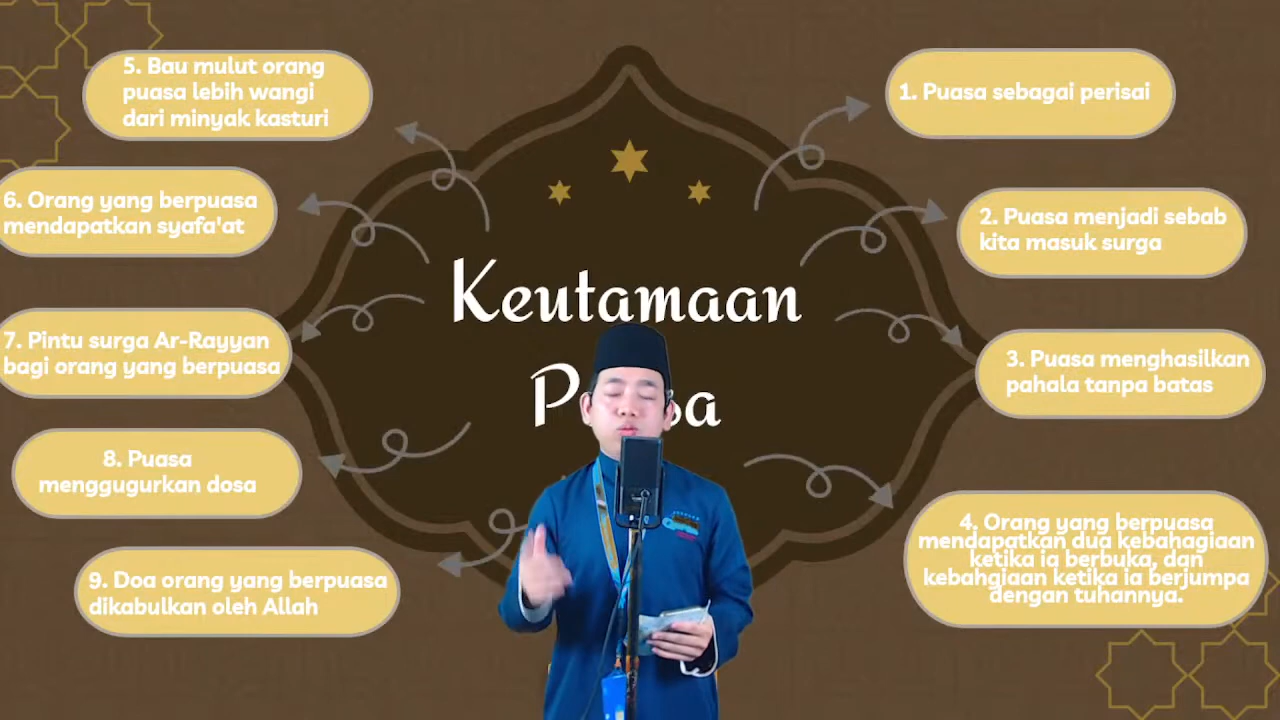 Keutamaan
1. Puasa sebagai perisai
2. Puasa menjadi sebab
kita masuk surga
3. Puasa menghasilkan
pahala tanpa batas
4. Orang yang berpuasa
mendapatkan dua kebahagiaan
ketika ia berbuka, dan
kebahgiaan ketika ia berjumpa
dengan tuhannya.
5. Bau mulut orang
puasa lebih wangi
dari minyak kasturi
6. Orang yang berpuasa
mendapatkan syafa'at
7. Pintu surga Ar-Rayyan
bagi orang yang berpuasa
8. Puasa
menggugurkan dosa
9. Doa orang yang berpuasa
dikabulkan oleh Allah